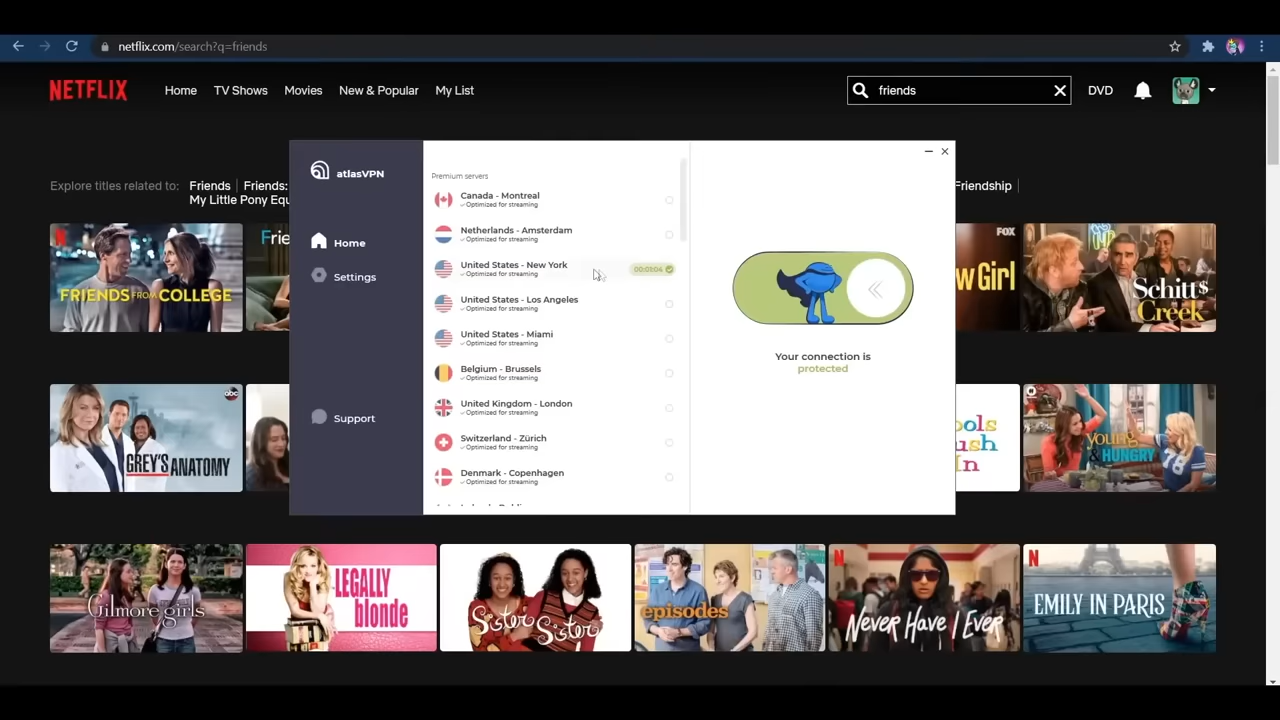 netflix.com/search?q=friends
NETFLIX
Home
TV Shows
Movies
New & Popular
My List
friends
DVD
Explore titles related to:
Friends
Friends:
Friendship
My Little Pony Equ
atlasVPN
Home
Settings
Support
Premium servers
Canada - Montreal
Optimized for streaming
Netherlands - Amsterdam
Optimized for streaming
United States - New York
Optimized for streaming
00:01:04
United States - Los Angeles
Optimized for streaming
United States - Miami
Optimized for streaming
Belgium - Brussels
Optimized for streaming
United Kingdom - London
Optimized for streaming
Switzerland - Zürich
Optimized for streaming
Denmark - Copenhagen
Optimized for streaming
Your connection is
protected
FRIENDS FROM COLLEGE
Frie
FOX
w Girl
Schitt$
Creek
abc
GREY'S ANATOMY
ools
ush
In
young
& HUNGRY
Gilmore girls
LEGALLY
blonde
Sister Sister
episodes
NEVER HAVE I EVER
EMILY IN PARIS